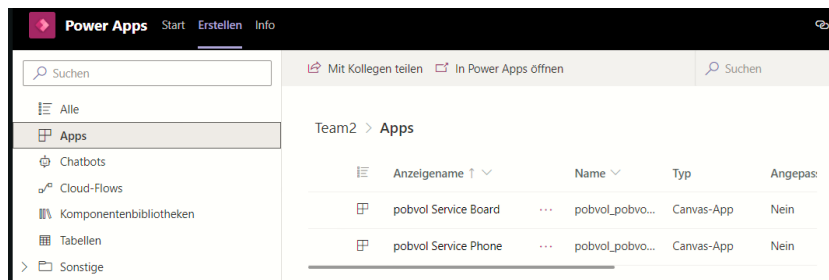 Power Apps Start Erstellen Info
Suchen
Mit Kollegen teilen In Power Apps öffnen Suchen
Alle
Apps
Chatbots
Cloud-Flows
Komponentenbibliotheken
Tabellen
Sonstige
Team2 > Apps
Anzeigename ↑ Name Typ Angepas
pobvol Service Board ... pobvol_pobvo... Canvas-App Nein
pobvol Service Phone ... pobvol_pobvo... Canvas-App Nein